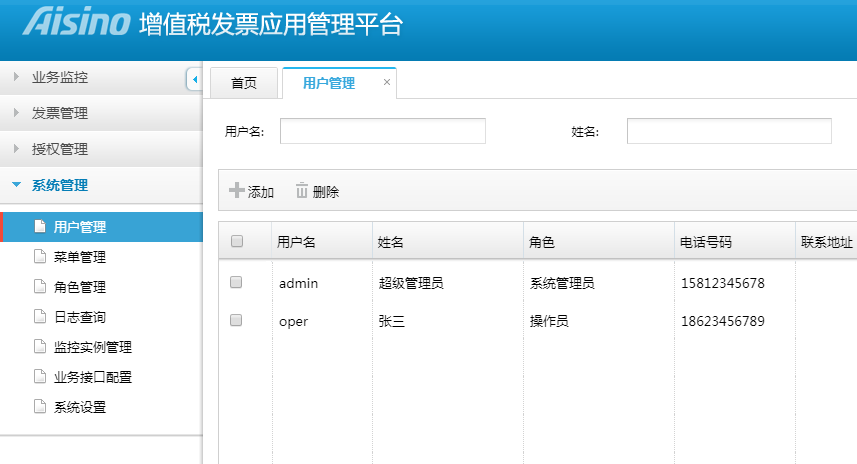 Aisino 增值税发票应用管理平台
业务监控
发票管理
授权管理
系统管理
用户管理
菜单管理
角色管理
日志查询
监控实例管理
业务接口配置
系统设置
首页 用户管理 ×
用户名: 姓名:
添加 删除
用户名 姓名 角色 电话号码 联系地址
admin 超级管理员 系统管理员 15812345678
oper 张三 操作员 18623456789